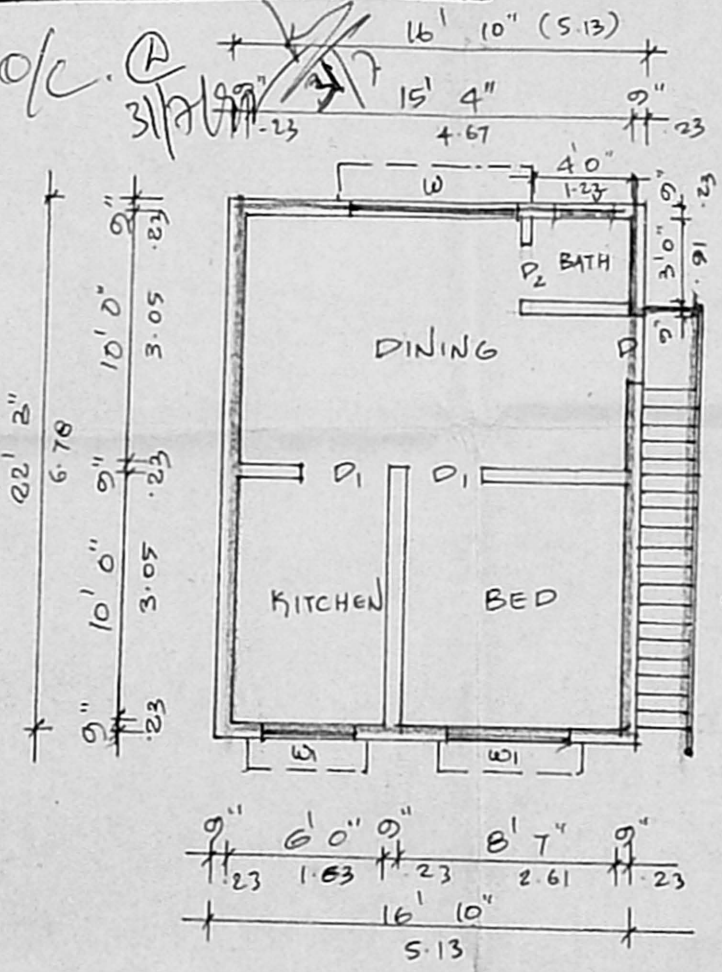 O/C.
16' 10" (5.13)
9" 15' 4" 9"
.23 4.67 .23
4'0"
1.23
W
9" .23
3'0" .91
9"
D2 BATH
DINING D
D1 D1
KITCHEN BED
W1 W1
22' 3"
6.78
9" .23
10' 0" 3.05
9" .23
10' 0" 3.05
9" .23
9" 6' 0" 9" 8' 7" 9"
.23 1.83 .23 2.61 .23
16' 10"
5.13